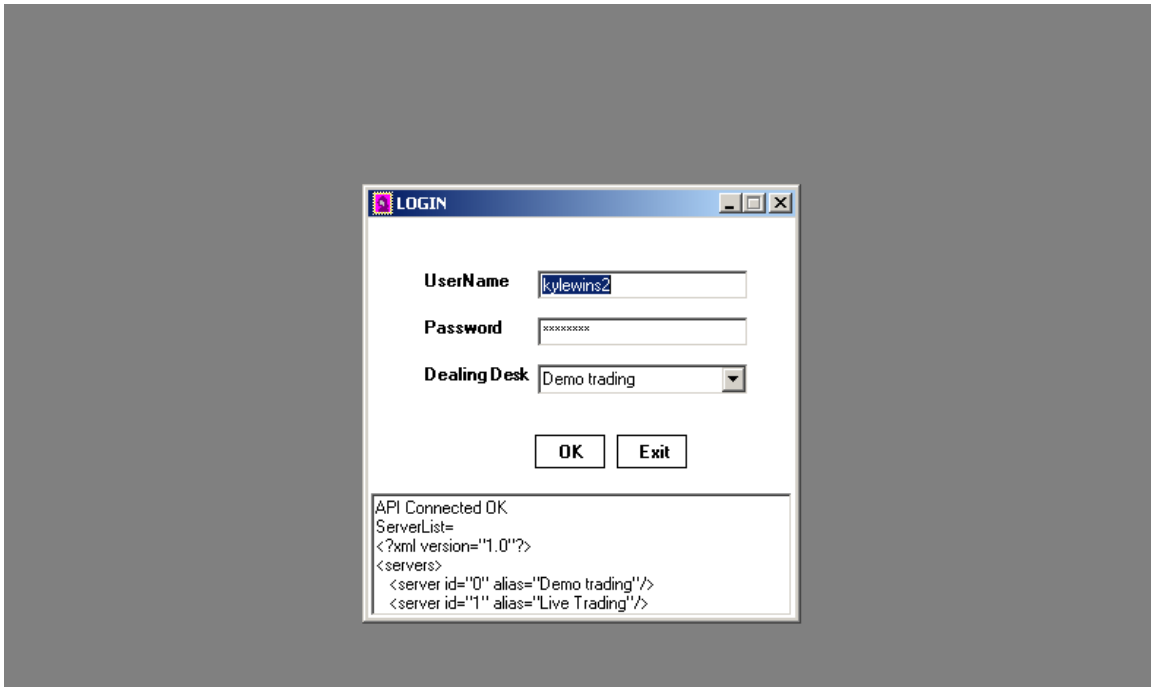 LOGIN
UserName kylewins2
Password ********
Dealing Desk Demo trading
OK Exit
API Connected OK
ServerList=
<?xml version="1.0"?>
<servers>
<server id="0" alias="Demo trading"/>
<server id="1" alias="Live Trading"/>